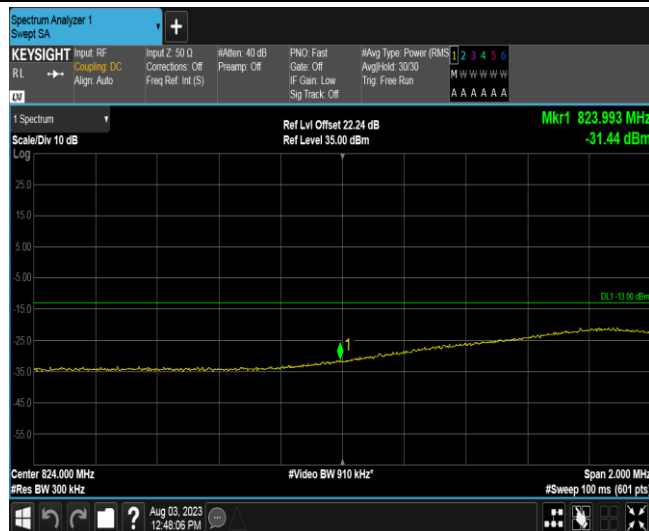 Spectrum Analyzer 1
Swept SA
+
KEYSIGHT
RL
LXI
Input: RF
Coupling: DC
Align: Auto
Input Z: 50 Ω
Corrections: Off
Freq Ref: Int (S)
#Atten: 40 dB
Preamp: Off
PNO: Fast
Gate: Off
IF Gain: Low
Sig Track: Off
#Avg Type: Power (RMS
Avg|Hold: 30/30
Trig: Free Run
1 2 3 4 5 6
M W W W W W
A A A A A A
1 Spectrum
Scale/Div 10 dB
Log
Ref Lvl Offset 22.24 dB
Ref Level 35.00 dBm
Mkr1 823.993 MHz
-31.44 dBm
25.0
15.0
5.00
-5.00
DL1 -13.00 dBm
-15.0
1
-25.0
-35.0
-45.0
-55.0
Center 824.000 MHz
#Res BW 300 kHz
#Video BW 910 kHz*
Span 2.000 MHz
#Sweep 100 ms (601 pts)
?
Aug 03, 2023
12:48:06 PM